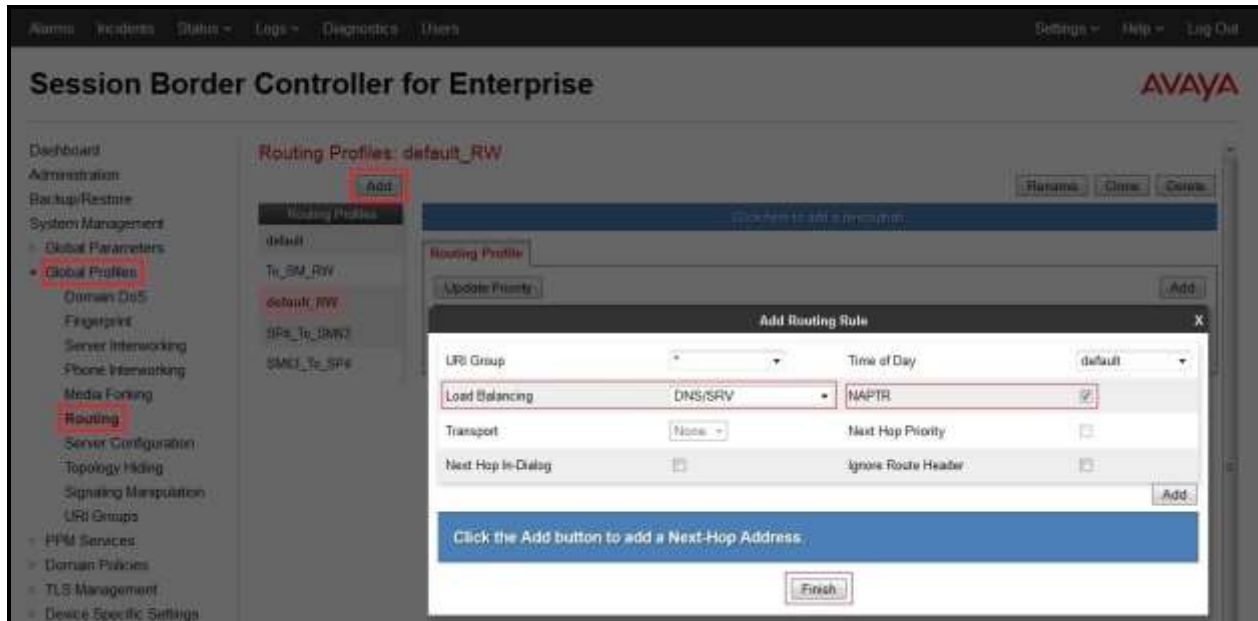 Alarms Incidents Status Logs Diagnostics Users Settings Help Log Out
Session Border Controller for Enterprise
AVAYA
Dashboard
Administration
Backup/Restore
System Management
Global Parameters
Global Profiles
Domain DoS
Fingerprint
Server Interworking
Phone Interworking
Media Forking
Routing
Server Configuration
Topology Hiding
Signaling Manipulation
URI Groups
PPM Services
Domain Policies
TLS Management
Device Specific Settings
Routing Profiles: default_RW
Add
Rename Clone Delete
Routing Profiles
default
To_SM_RW
default_RW
Click here to add a description.
Routing Profile
Update Priority
Add
Add Routing Rule X
URI Group * Time of Day default
Load Balancing DNS/SRV NAPTR
Transport None Next Hop Priority
Next Hop In-Dialog Ignore Route Header
Add
Click the Add button to add a Next-Hop Address.
Finish